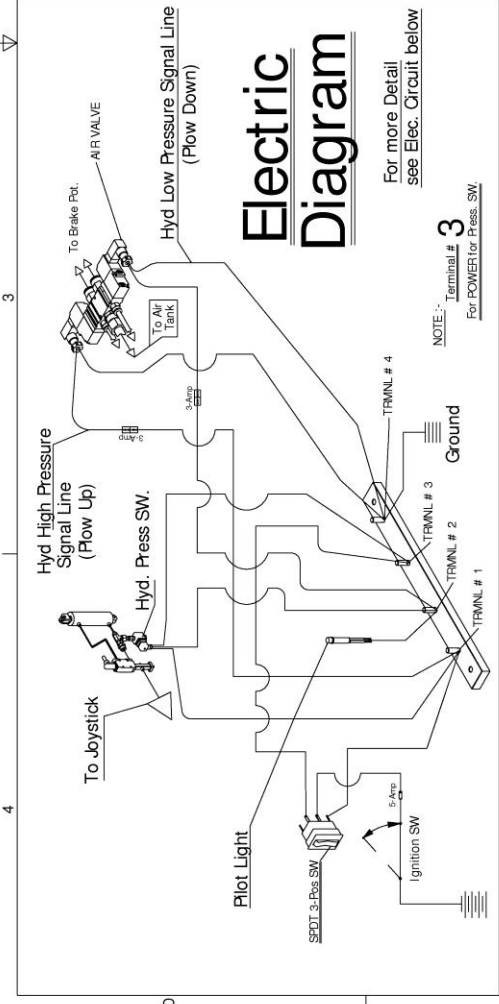 4
3
Hyd High Pressure
Signal Line
(Plow Up)
To Joystick
Hyd. Press SW.
3-Amp
3-Amp
To Air
Tank
To Brake Pot.
AIR VALVE
Hyd Low Pressure Signal Line
(Plow Down)
Pilot Light
SPDT 3-Pos SW
Ignition SW
5-Amp
TRMNL # 1
TRMNL # 2
TRMNL # 3
TRMNL # 4
Ground
Electric
Diagram
For more Detail
see Elec. Circuit below
NOTE :- Terminal # 3
For POWER for Press. SW.